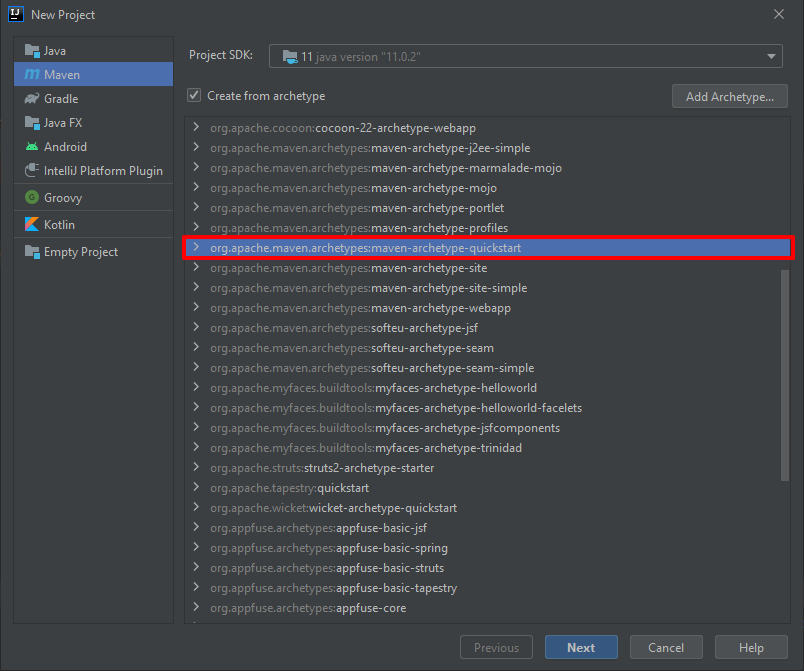 IJ New Project
Java
Maven
Gradle
Java FX
Android
IntelliJ Platform Plugin
G Groovy
Kotlin
Empty Project
Project SDK: 11 java version "11.0.2"
Create from archetype
Add Archetype...
org.apache.cocoon:cocoon-22-archetype-webapp
org.apache.maven.archetypes:maven-archetype-j2ee-simple
org.apache.maven.archetypes:maven-archetype-marmalade-mojo
org.apache.maven.archetypes:maven-archetype-mojo
org.apache.maven.archetypes:maven-archetype-portlet
org.apache.maven.archetypes:maven-archetype-profiles
org.apache.maven.archetypes:maven-archetype-quickstart
org.apache.maven.archetypes:maven-archetype-site
org.apache.maven.archetypes:maven-archetype-site-simple
org.apache.maven.archetypes:maven-archetype-webapp
org.apache.maven.archetypes:softeu-archetype-jsf
org.apache.maven.archetypes:softeu-archetype-seam
org.apache.maven.archetypes:softeu-archetype-seam-simple
org.apache.myfaces.buildtools:myfaces-archetype-helloworld
org.apache.myfaces.buildtools:myfaces-archetype-helloworld-facelets
org.apache.myfaces.buildtools:myfaces-archetype-jsfcomponents
org.apache.myfaces.buildtools:myfaces-archetype-trinidad
org.apache.struts:struts2-archetype-starter
org.apache.tapestry:quickstart
org.apache.wicket:wicket-archetype-quickstart
org.appfuse.archetypes:appfuse-basic-jsf
org.appfuse.archetypes:appfuse-basic-spring
org.appfuse.archetypes:appfuse-basic-struts
org.appfuse.archetypes:appfuse-basic-tapestry
org.appfuse.archetypes:appfuse-core
Previous
Next
Cancel
Help